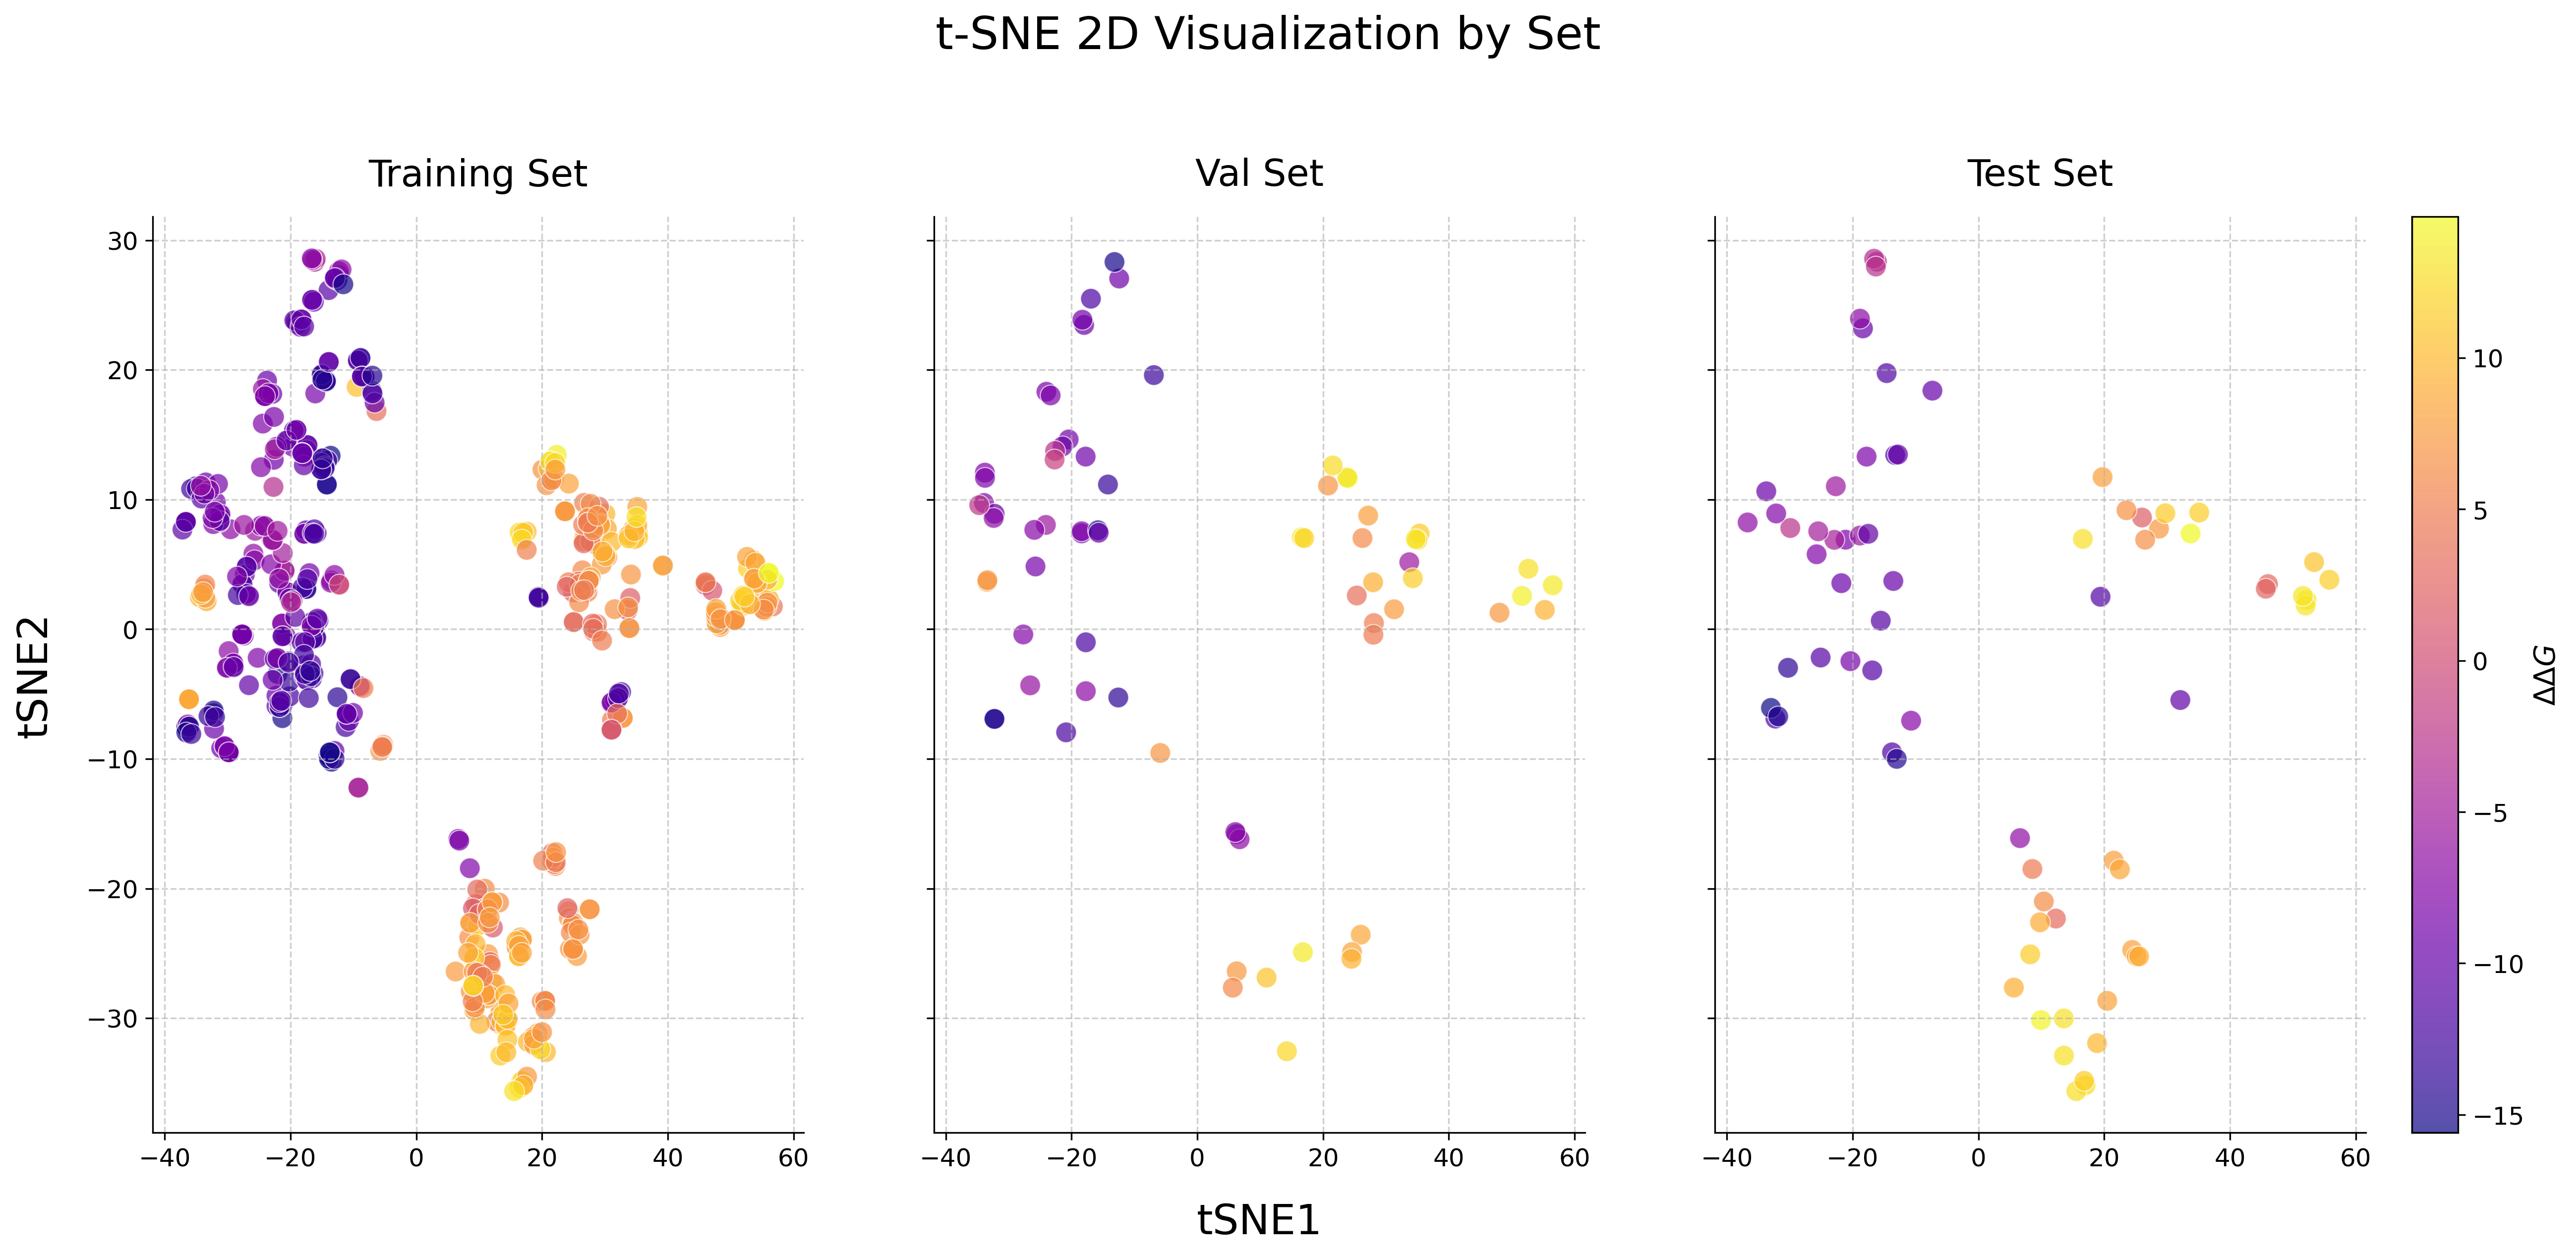 t-SNE 2D Visualization by Set
Training Set
Val Set
Test Set
30
20
10
0
−10
−20
−30
tSNE2
−40 −20 0 20 40 60
−40 −20 0 20 40 60
−40 −20 0 20 40 60
tSNE1
10
5
0
−5
−10
−15
ΔΔG